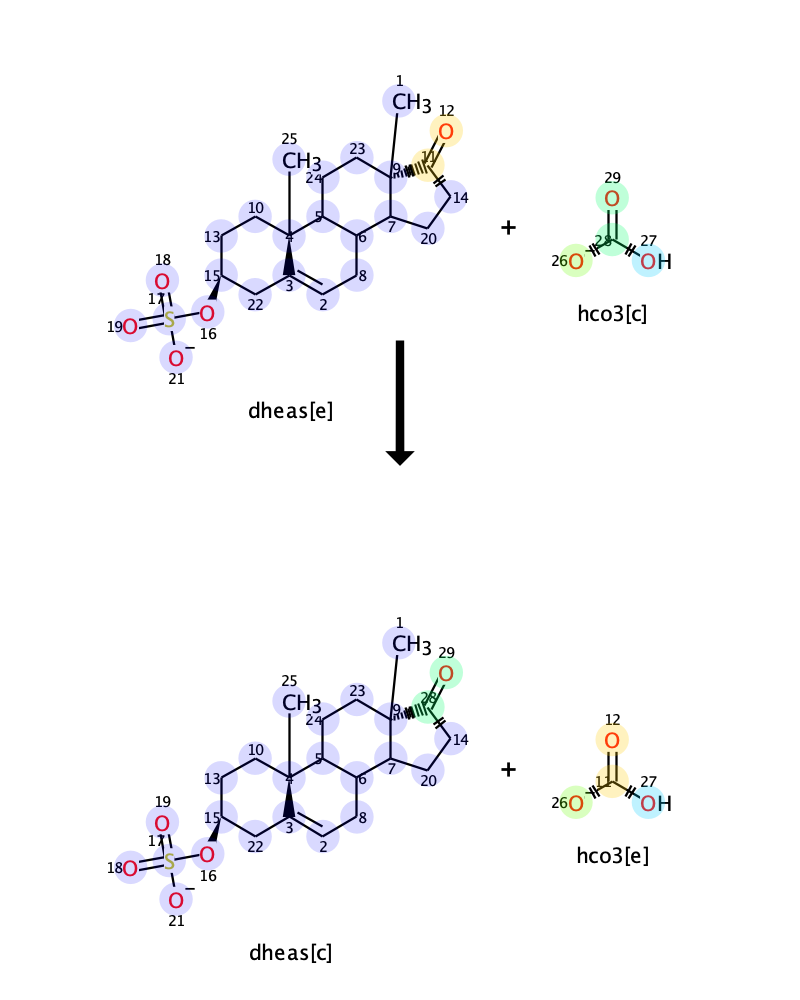 1
CH3
12
O
25
CH3
23
11
9
24
14
10
5
13
4
6
7
20
15
3
8
18
O
17
22
2
19 O
S
O
16
O−
21
dheas[e]
+
29
O
28
27
26 O−
OH
hco3[c]
1
CH3
29
O
25
CH3
23
28
9
24
14
10
5
13
4
6
7
20
15
3
8
19
O
17
22
2
18 O
S
O
16
O−
21
dheas[c]
+
12
O
11
27
26 O−
OH
hco3[e]